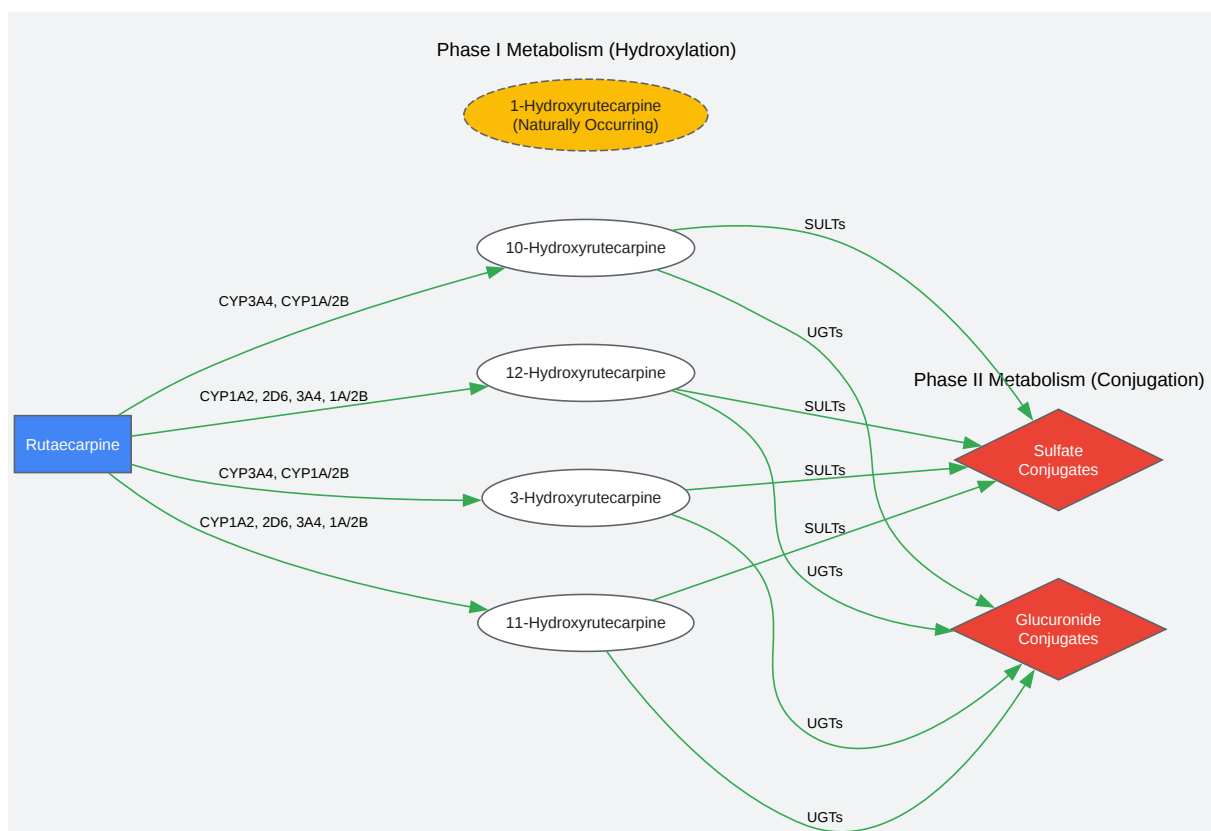 Phase I Metabolism (Hydroxylation)
1-Hydroxyrutecarpine
(Naturally Occurring)
SULTs
10-Hydroxyrutecarpine
CYP3A4, CYP1A/2B
UGTs
12-Hydroxyrutecarpine
Phase II Metabolism (Conjugation)
CYP1A2, 2D6, 3A4, 1A/2B
SULTs
Rutaecarpine
Sulfate
Conjugates
CYP3A4, CYP1A/2B
SULTs
3-Hydroxyrutecarpine
CYP1A2, 2D6, 3A4, 1A/2B
SULTs
UGTs
11-Hydroxyrutecarpine
Glucuronide
Conjugates
UGTs
UGTs